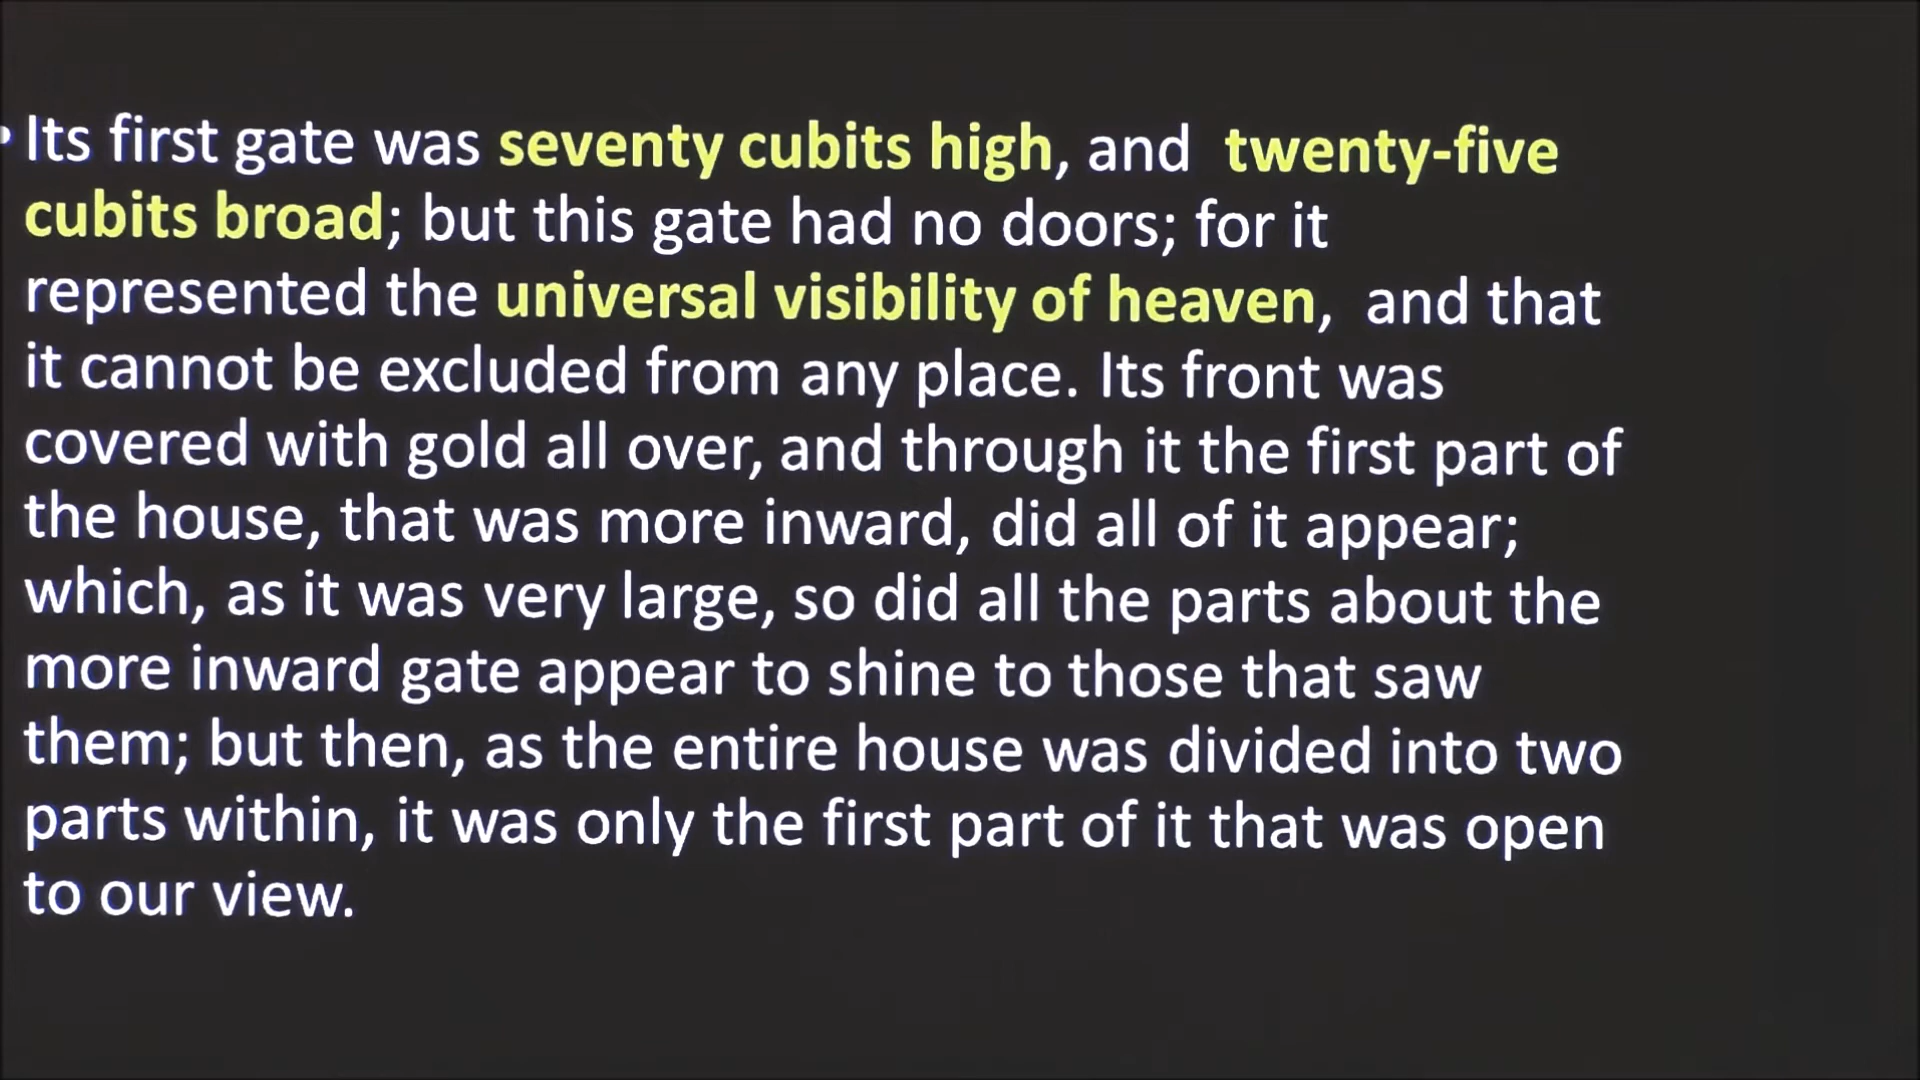 • Its first gate was seventy cubits high, and twenty-five
cubits broad; but this gate had no doors; for it
represented the universal visibility of heaven, and that
it cannot be excluded from any place. Its front was
covered with gold all over, and through it the first part of
the house, that was more inward, did all of it appear;
which, as it was very large, so did all the parts about the
more inward gate appear to shine to those that saw
them; but then, as the entire house was divided into two
parts within, it was only the first part of it that was open
to our view.